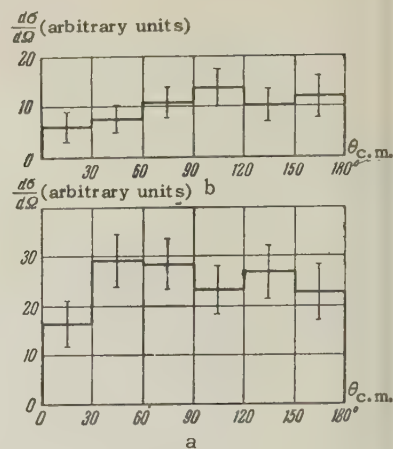 dσ/dΩ (arbitrary units)
20
10
0
30 60 90 120 150 180°
θc.m.
dσ/dΩ (arbitrary units) b
30
20
10
0
0 30 60 90 120 150 180°
θc.m.
a